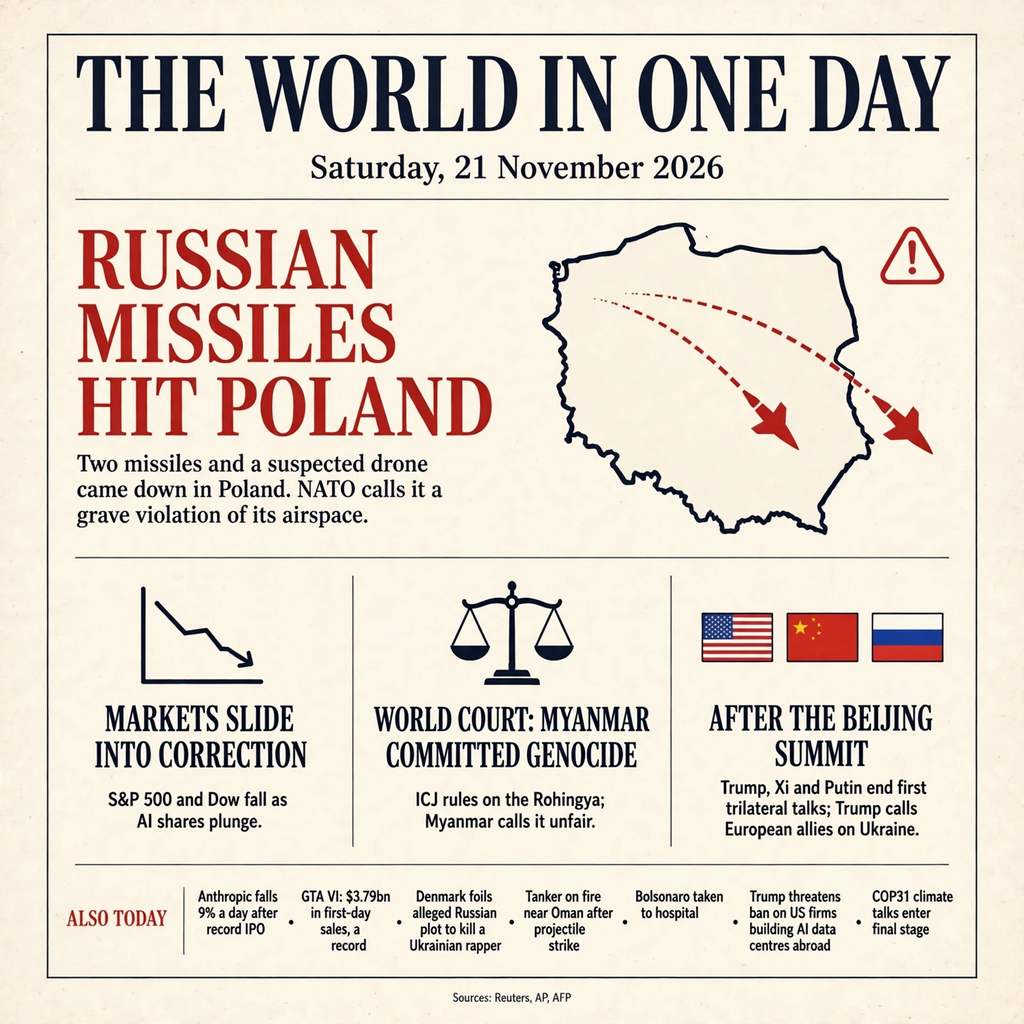 THE WORLD IN ONE DAY
Saturday, 21 November 2026
RUSSIAN
MISSILES
HIT POLAND
Two missiles and a suspected drone
came down in Poland. NATO calls it a
grave violation of its airspace.
MARKETS SLIDE
INTO CORRECTION
S&P 500 and Dow fall as
AI shares plunge.
WORLD COURT: MYANMAR
COMMITTED GENOCIDE
ICJ rules on the Rohingya;
Myanmar calls it unfair.
AFTER THE BEIJING
SUMMIT
Trump, Xi and Putin end first
trilateral talks; Trump calls
European allies on Ukraine.
ALSO TODAY
Anthropic falls
9% a day after
record IPO
•
GTA VI: $3.79bn
in first-day
sales, a
record
•
Denmark foils
alleged Russian
plot to kill a
Ukrainian rapper
•
Tanker on fire
near Oman after
projectile
strike
•
Bolsonaro taken
to hospital
•
Trump threatens
ban on US firms
building AI data
centres abroad
•
COP31 climate
talks enter
final stage
Sources: Reuters, AP, AFP